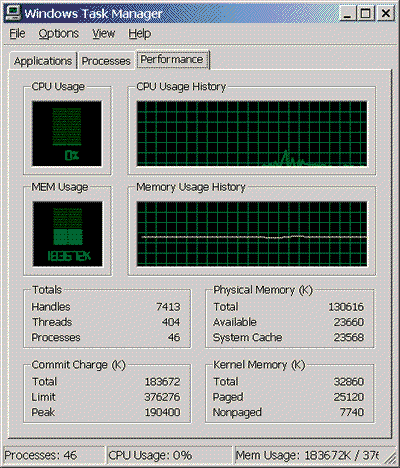 Windows Task Manager
File Options View Help
Applications Processes Performance
CPU Usage CPU Usage History
0%
MEM Usage Memory Usage History
183672K
Totals Physical Memory (K)
Handles 7413 Total 130616
Threads 404 Available 23660
Processes 46 System Cache 23568
Commit Charge (K) Kernel Memory (K)
Total 183672 Total 32860
Limit 376276 Paged 25120
Peak 190400 Nonpaged 7740
Processes: 46 CPU Usage: 0% Mem Usage: 183672K / 376